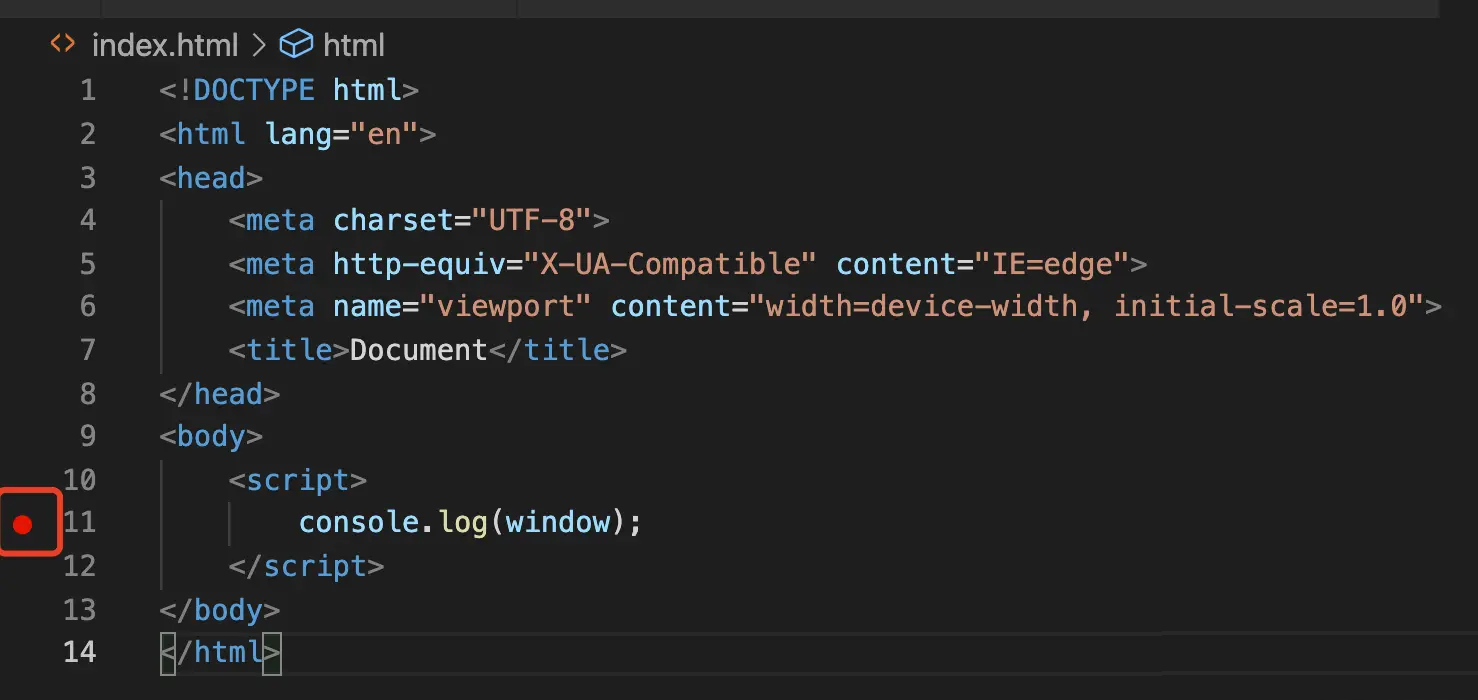 index.html > html
1 <!DOCTYPE html>
2 <html lang="en">
3 <head>
4     <meta charset="UTF-8">
5     <meta http-equiv="X-UA-Compatible" content="IE=edge">
6     <meta name="viewport" content="width=device-width, initial-scale=1.0">
7     <title>Document</title>
8 </head>
9 <body>
10     <script>
11         console.log(window);
12     </script>
13 </body>
14 </html>